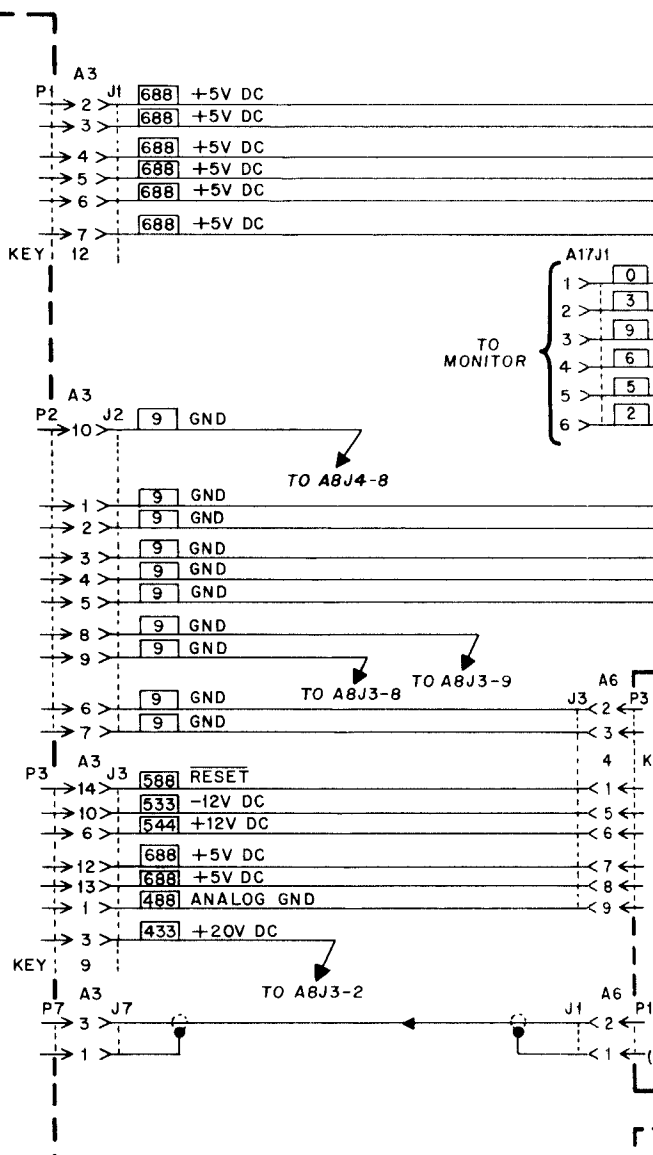 A3
P1 2 J1 688 +5V DC
3 688 +5V DC
4 688 +5V DC
5 688 +5V DC
6 688 +5V DC
7 688 +5V DC
KEY 12
A17J1
1 0
2 3
3 9
4 6
5 5
6 2
TO
MONITOR
A3
P2 J2 9 GND
10
TO A8J4-8
1 9 GND
2 9 GND
3 9 GND
4 9 GND
5 9 GND
8 9 GND
9 9 GND
TO A8J3-8
TO A8J3-9
A6
J3 P3
6 9 GND 2
7 9 GND 3
4 K
A3
P3 J3
14 588 RESET 1
10 533 -12V DC 5
6 544 +12V DC 6
12 688 +5V DC 7
13 688 +5V DC 8
1 488 ANALOG GND 9
3 433 +20V DC
KEY 9
TO A8J3-2
A3 A6
P7 J7 J1 P1
3 2
1 1 (